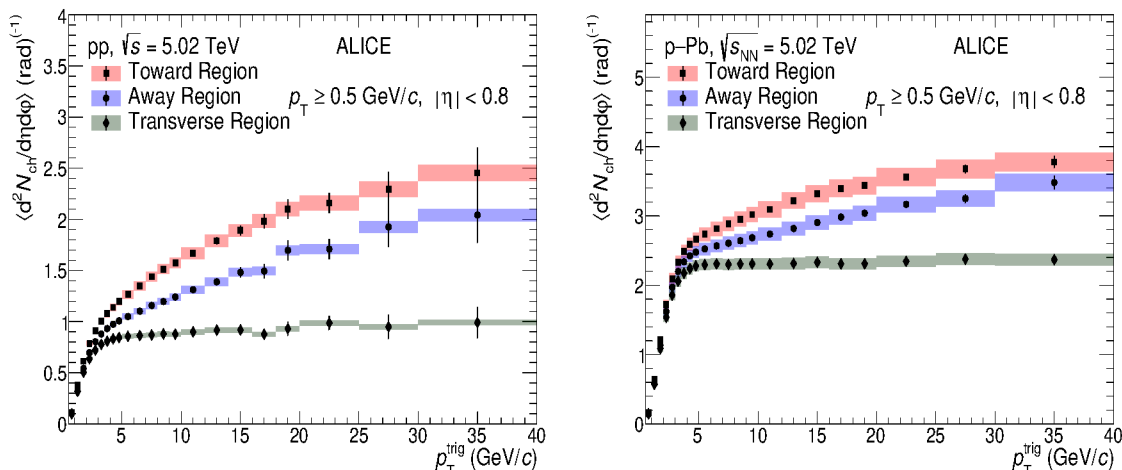 ⟨d²N_ch/dηdφ⟩ (rad)^(-1)
4
3.5
3
2.5
2
1.5
1
0.5
0
pp, √s = 5.02 TeV ALICE
Toward Region
Away Region
Transverse Region
p_T ≥ 0.5 GeV/c, |η| < 0.8
5 10 15 20 25 30 35 40
p_T^trig (GeV/c)
⟨d²N_ch/dηdφ⟩ (rad)^(-1)
5
4
3
2
1
0
p–Pb, √s_NN = 5.02 TeV ALICE
Toward Region
Away Region
Transverse Region
p_T ≥ 0.5 GeV/c, |η| < 0.8
5 10 15 20 25 30 35 40
p_T^trig (GeV/c)